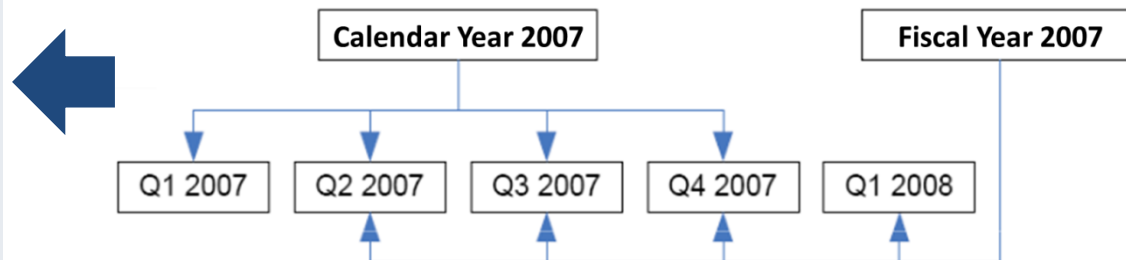 Calendar Year 2007
Fiscal Year 2007
Q1 2007
Q2 2007
Q3 2007
Q4 2007
Q1 2008